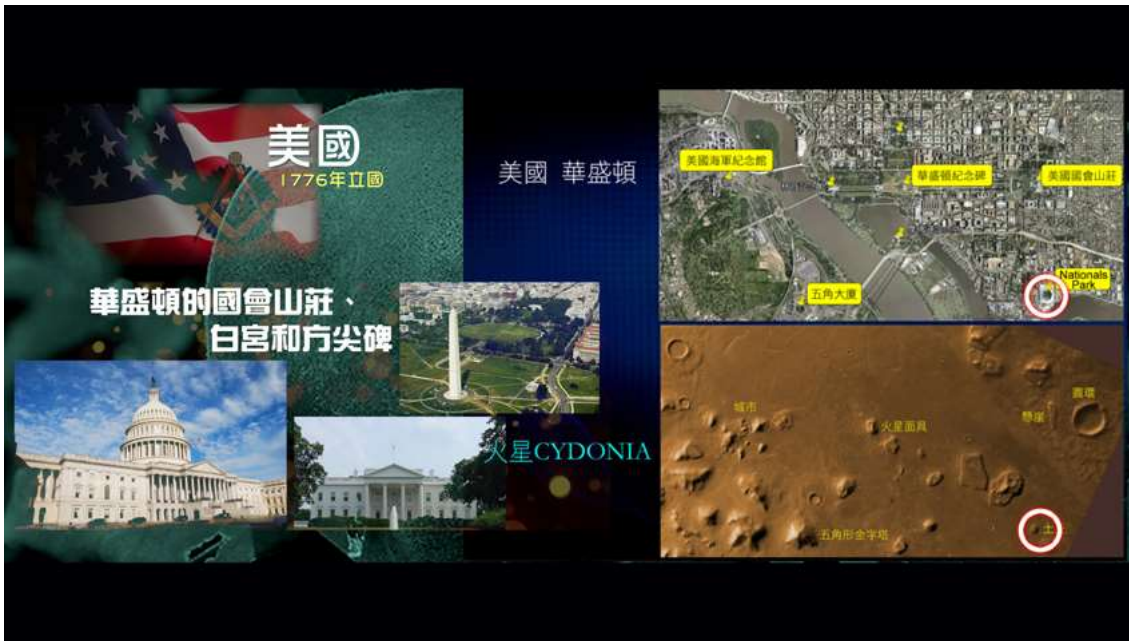 美國
1776年立國
華盛頓的國會山莊、
白宮和方尖碑
美國 華盛頓
火星CYDONIA
美國海軍紀念館
華盛頓紀念碑
美國國會山莊
五角大厦
Nationals
Park
城市
火星面具
圓環
懸崖
五角形金字塔
土